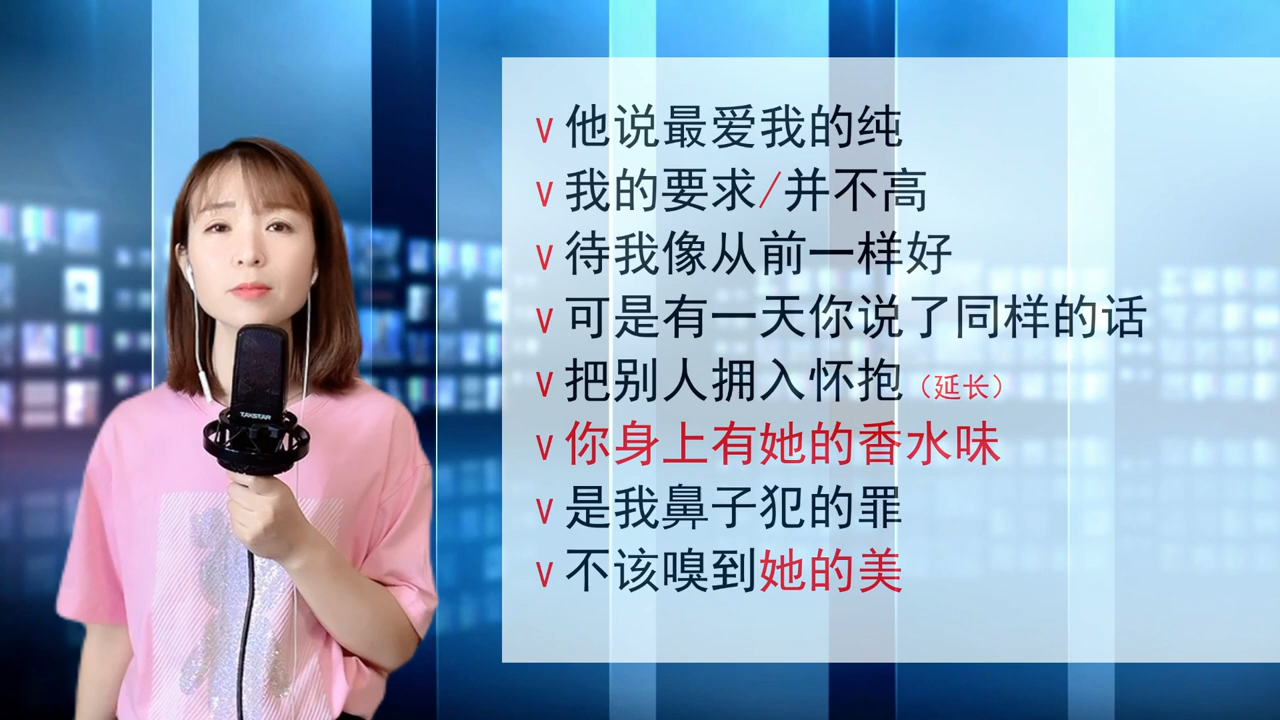 v 他说最爱我的纯
v 我的要求/并不高
v 待我像从前一样好
v 可是有一天你说了同样的话
v 把别人拥入怀抱（延长）
v 你身上有她的香水味
v 是我鼻子犯的罪
v 不该嗅到她的美
TAKSTAR